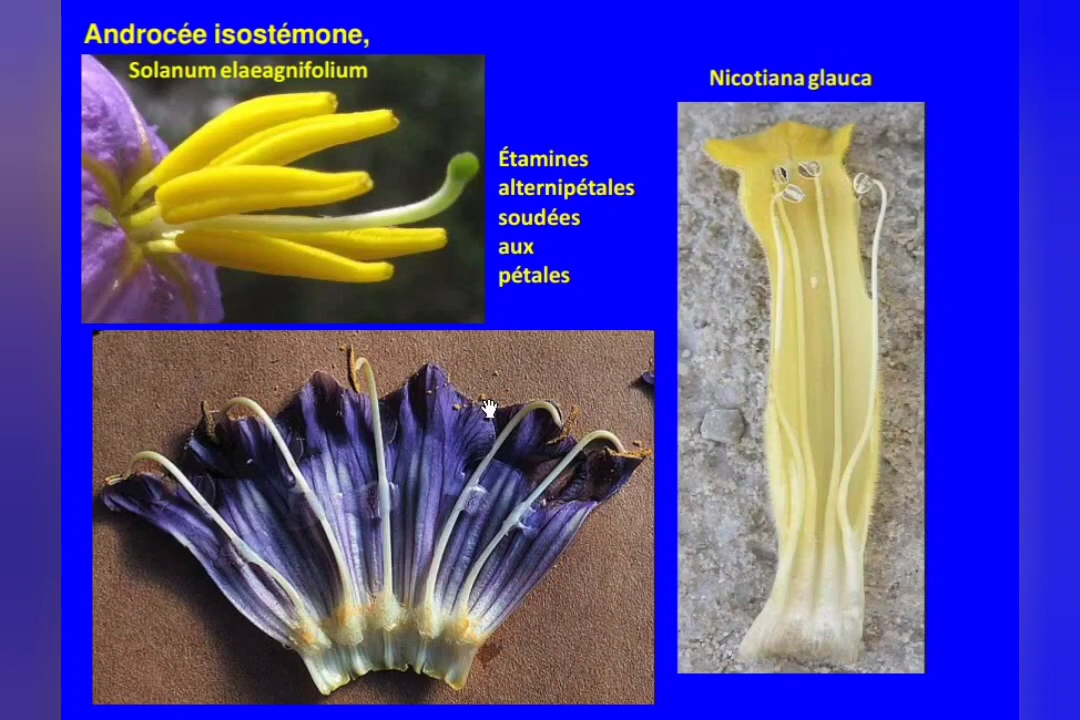 Androcée isostémone,
Solanum elaeagnifolium
Nicotiana glauca
Étamines
alternipétales
soudées
aux
pétales